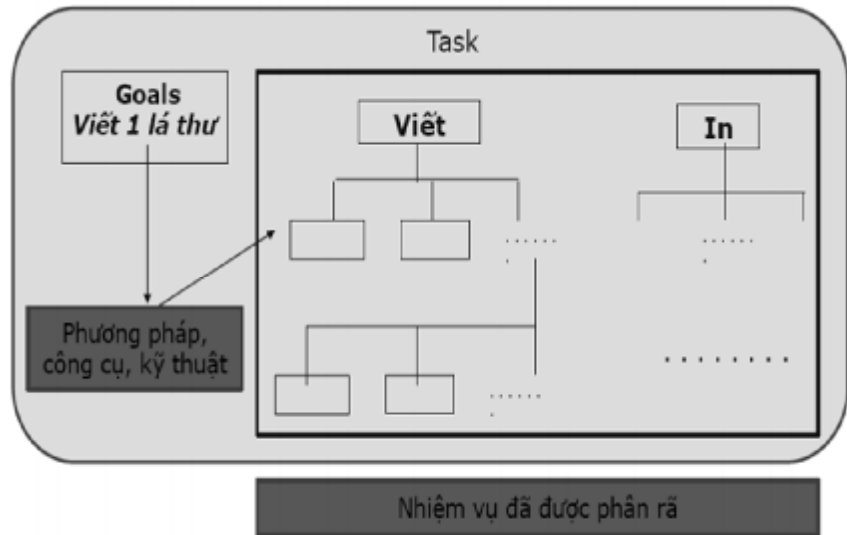 Task
Goals
Viết 1 lá thư
Viết
In
.......
.
.......
.
Phương pháp,
công cụ, kỹ thuật
.......
.
........
Nhiệm vụ đã được phân rã